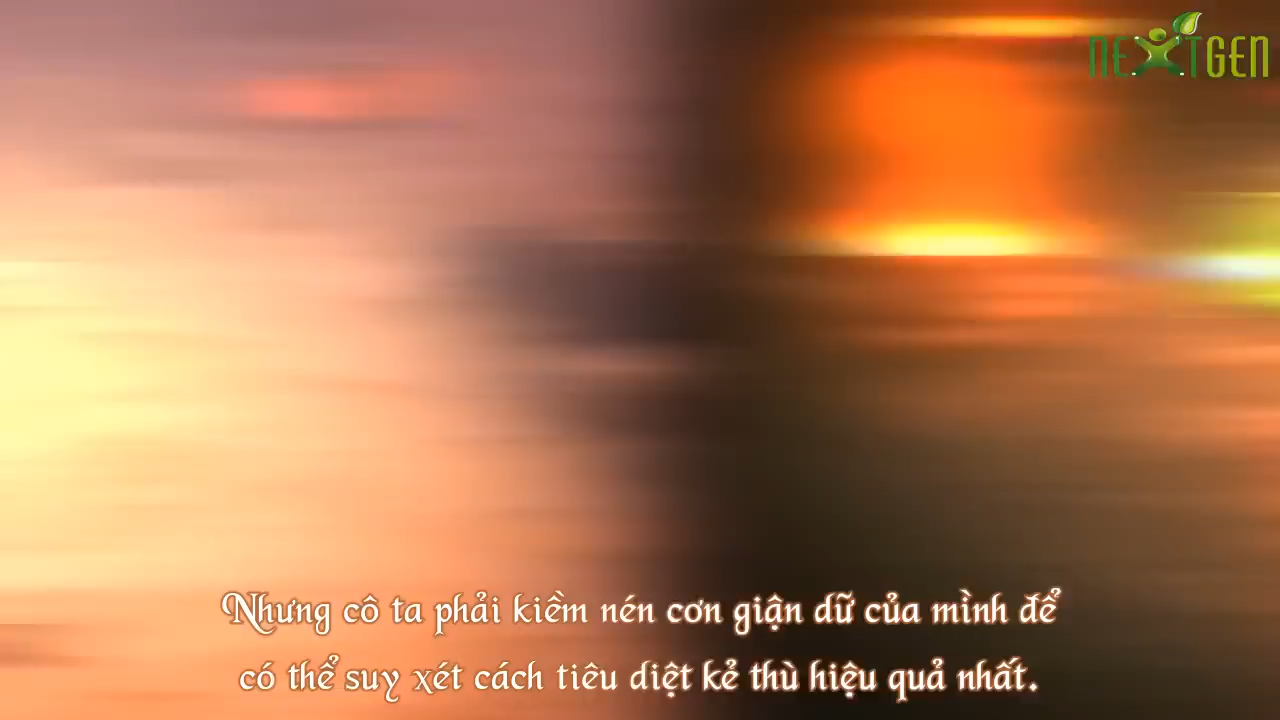 NEXTGEN
Nhưng cô ta phải kiềm nén cơn giận dữ của mình để
có thể suy xét cách tiêu diệt kẻ thù hiệu quả nhất.